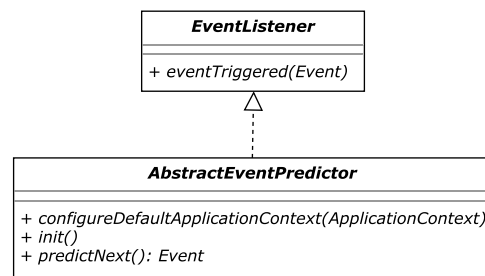 EventListener
+ eventTriggered(Event)
AbstractEventPredictor
+ configureDefaultApplicationContext(ApplicationContext)
+ init()
+ predictNext(): Event